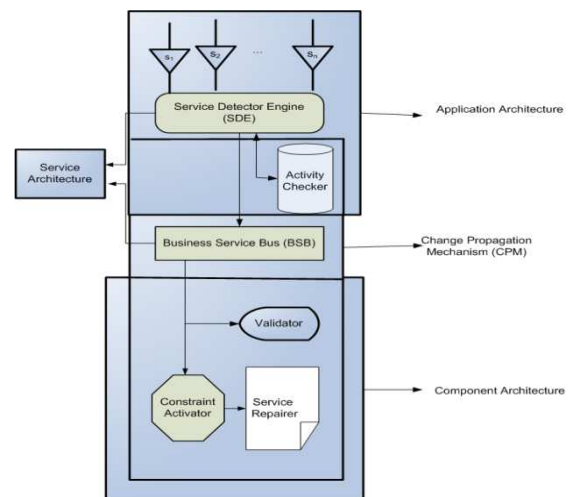 s1 s2 ... sn
Service Detector Engine
(SDE)
Application Architecture
Service
Architecture
Activity
Checker
Business Service Bus (BSB)
Change Propagation
Mechanism (CPM)
Validator
Constraint
Activator
Service
Repairer
Component Architecture